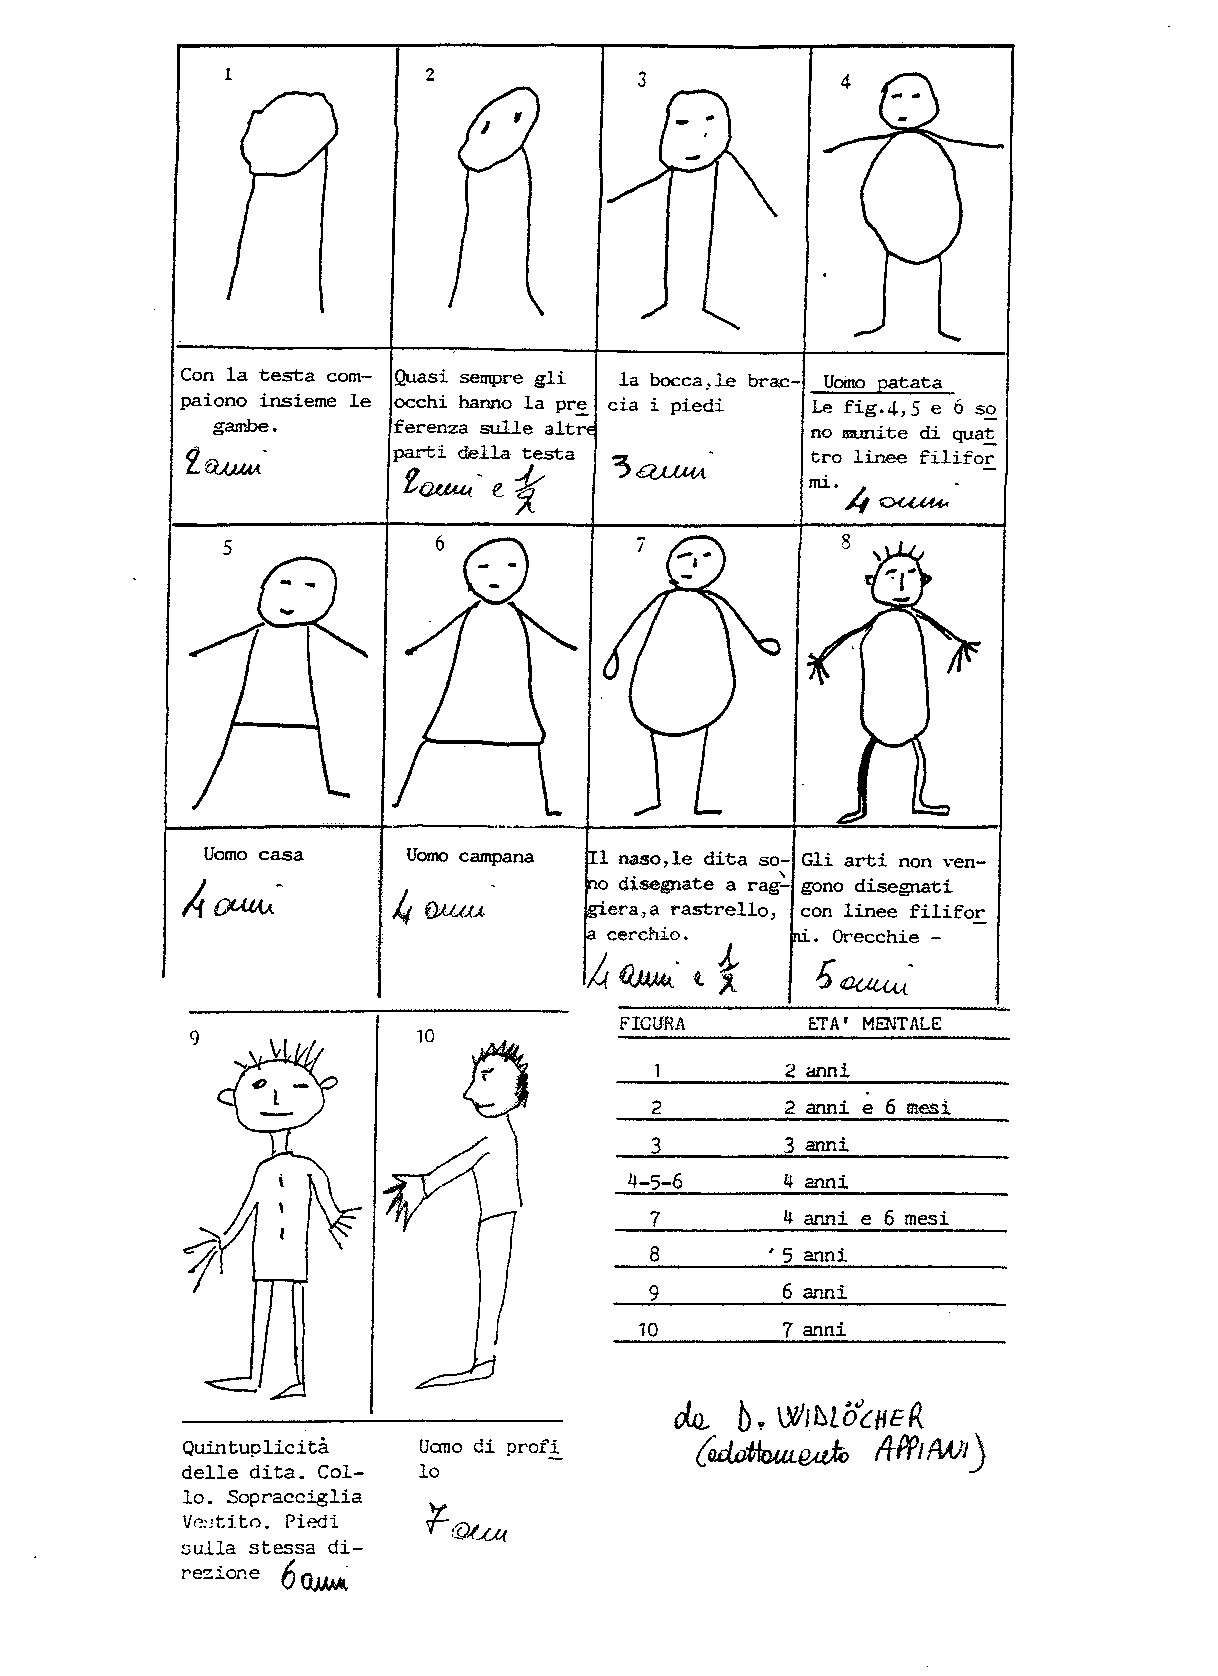 1
2
3
4
Con la testa com-
paiono insieme le
gambe.
2 anni
Quasi sempre gli
occhi hanno la pre
ferenza sulle altre
parti della testa
2 anni e 1/2
la bocca,le brac-
cia i piedi
3 anni
Uomo patata
Le fig.4,5 e 6 so
no munite di quat
tro linee filifor
mi.
4 anni
5
6
7
8
Uomo casa
4 anni
Uomo campana
4 anni
Il naso,le dita so-
no disegnate a rag-
giera,a rastrello,
a cerchio.
4 anni e 1/2
Gli arti non ven-
gono disegnati
con linee filifor
mi. Orecchie -
5 anni
9
10
FIGURA ETA' MENTALE
1 2 anni
2 2 anni e 6 mesi
3 3 anni
4-5-6 4 anni
7 4 anni e 6 mesi
8 5 anni
9 6 anni
10 7 anni
da D. WIDLÖCHER
(adattamento APPIANI)
Quintuplicità
delle dita. Col-
lo. Sopracciglia
Vestito. Piedi
sulla stessa di-
rezione 6 anni
Uomo di profi
lo
7 anni